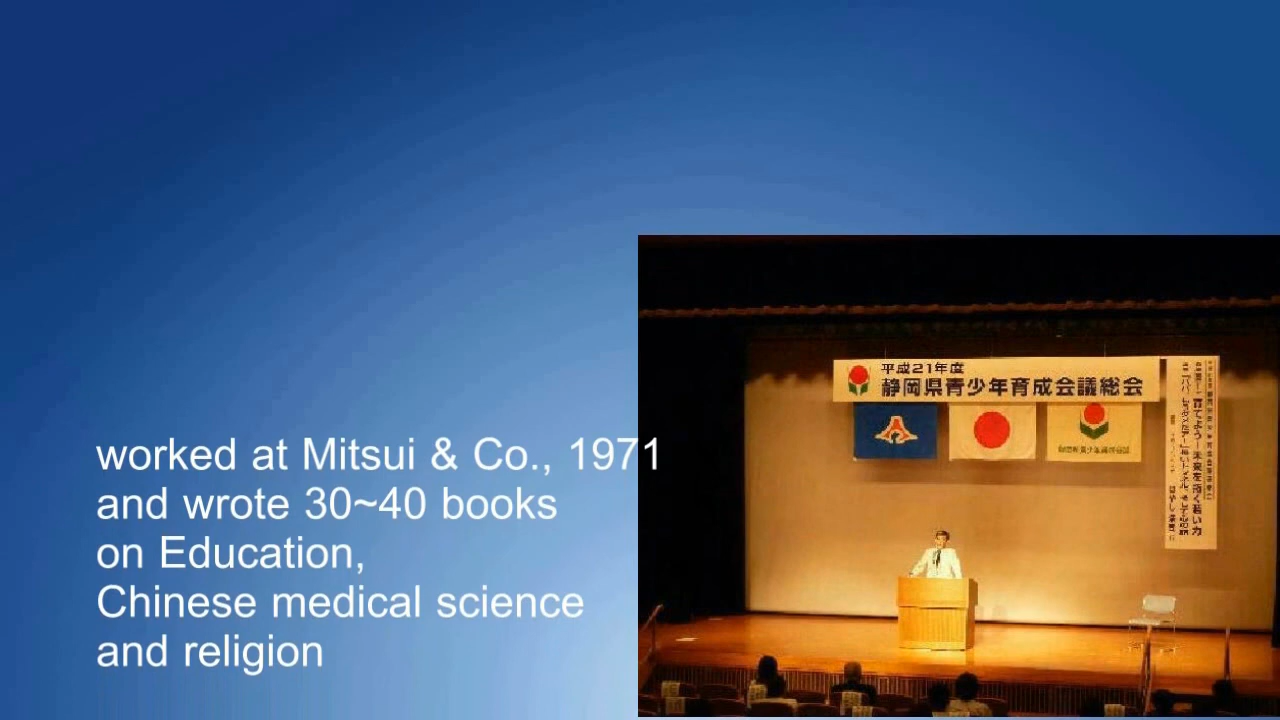 worked at Mitsui & Co., 1971
and wrote 30~40 books
on Education,
Chinese medical science
and religion
平成21年度
静岡県青少年育成会議総会